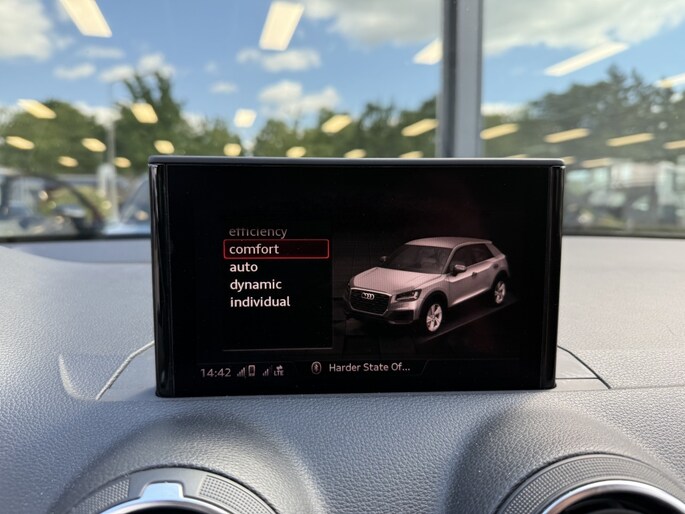 efficiency
comfort
auto
dynamic
individual
14:42 LTE Harder State Of...